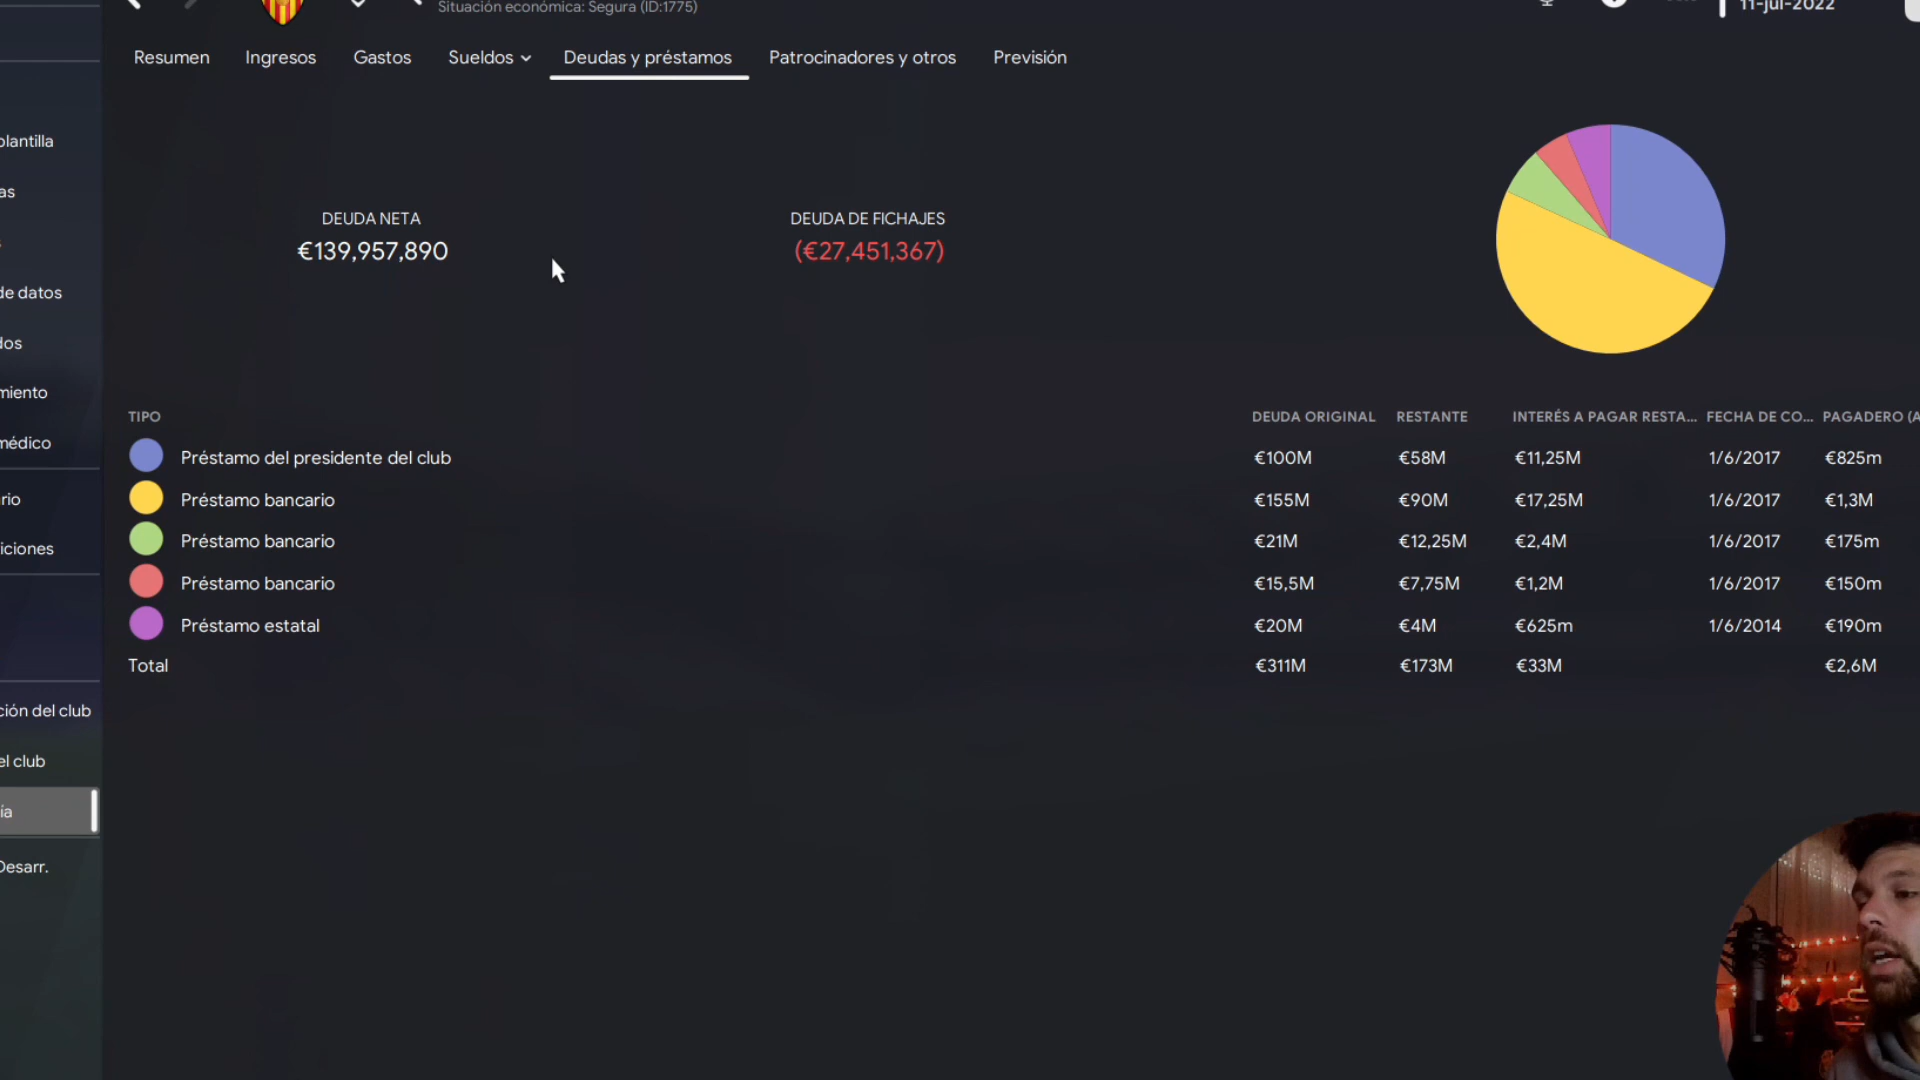 Situación económica: Segura (ID:1775)
11-jul-2022
Resumen
Ingresos
Gastos
Sueldos
Deudas y préstamos
Patrocinadores y otros
Previsión
plantilla
as
de datos
dos
miento
médico
rio
iciones
ción del club
el club
ía
Desarr.
DEUDA NETA
€139,957,890
DEUDA DE FICHAJES
(€27,451,367)
TIPO DEUDA ORIGINAL RESTANTE INTERÉS A PAGAR RESTA... FECHA DE CO... PAGADERO (A
Préstamo del presidente del club €100M €58M €11,25M 1/6/2017 €825m
Préstamo bancario €155M €90M €17,25M 1/6/2017 €1,3M
Préstamo bancario €21M €12,25M €2,4M 1/6/2017 €175m
Préstamo bancario €15,5M €7,75M €1,2M 1/6/2017 €150m
Préstamo estatal €20M €4M €625m 1/6/2014 €190m
Total €311M €173M €33M €2,6M